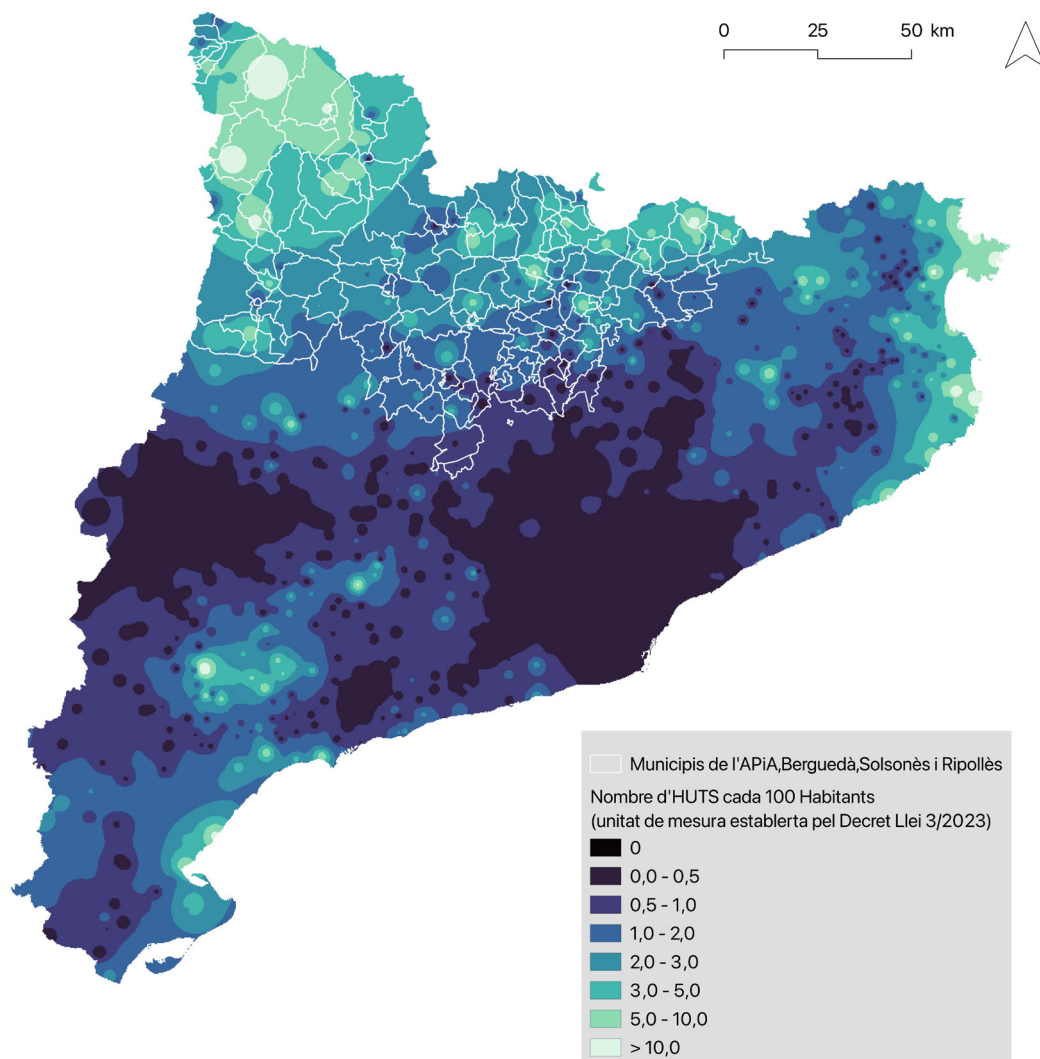 0 25 50 km
Municipis de l'APiA,Berguedà,Solsonès i Ripollès
Nombre d'HUTS cada 100 Habitants
(unitat de mesura establerta pel Decret Llei 3/2023)
0
0,0 - 0,5
0,5 - 1,0
1,0 - 2,0
2,0 - 3,0
3,0 - 5,0
5,0 - 10,0
> 10,0